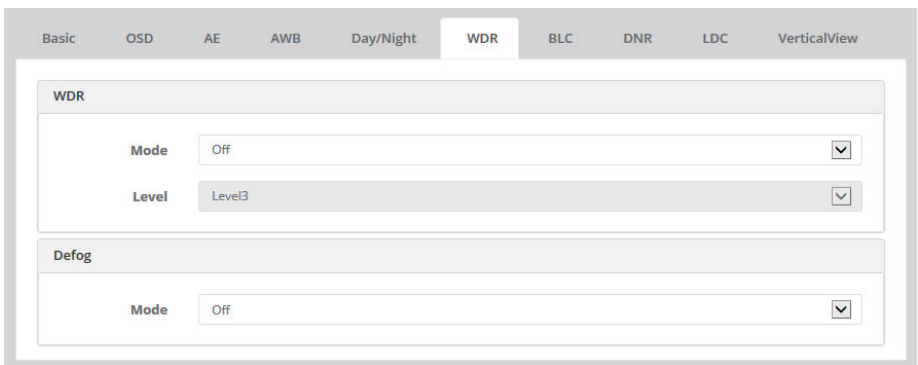 Basic OSD AE AWB Day/Night WDR BLC DNR LDC VerticalView
WDR
Mode Off
Level Level3
Defog
Mode Off